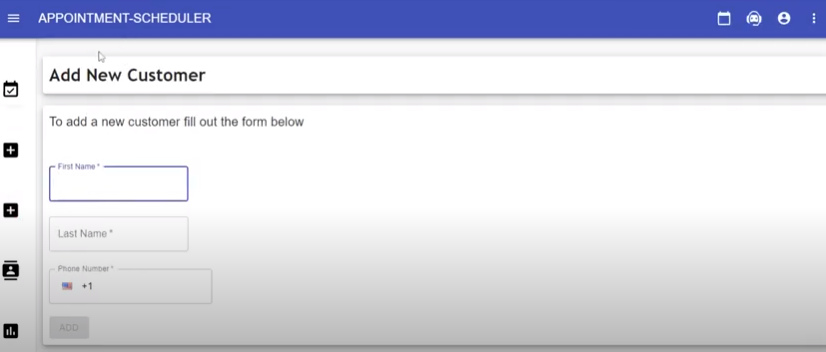 APPOINTMENT-SCHEDULER
Add New Customer
To add a new customer fill out the form below
First Name *
Last Name *
Phone Number *
+1
ADD